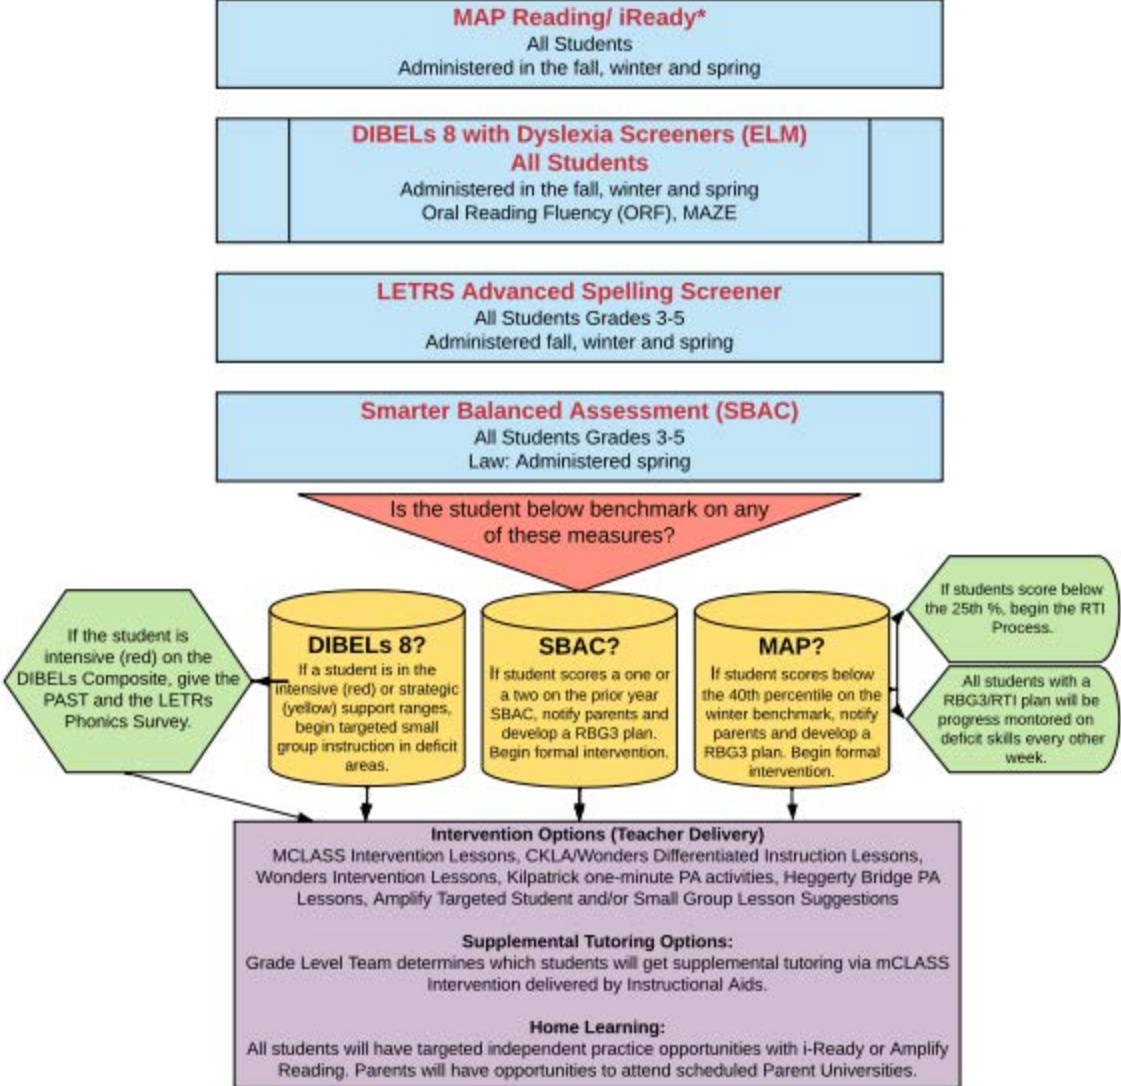 MAP Reading/ iReady*
All Students
Administered in the fall, winter and spring
DIBELs 8 with Dyslexia Screeners (ELM)
All Students
Administered in the fall, winter and spring
Oral Reading Fluency (ORF), MAZE
LETRS Advanced Spelling Screener
All Students Grades 3-5
Administered fall, winter and spring
Smarter Balanced Assessment (SBAC)
All Students Grades 3-5
Law: Administered spring
Is the student below benchmark on any
of these measures?
If the student is
intensive (red) on the
DIBELs Composite, give the
PAST and the LETRs
Phonics Survey.
DIBELs 8?
If a student is in the
intensive (red) or strategic
(yellow) support ranges,
begin targeted small
group instruction in deficit
areas.
SBAC?
If student scores a one or
a two on the prior year
SBAC, notify parents and
develop a RBG3 plan.
Begin formal intervention.
MAP?
If student scores below
the 40th percentile on the
winter benchmark, notify
parents and develop a
RBG3 plan. Begin formal
intervention.
If students score below
the 25th %, begin the RTI
Process.
All students with a
RBG3/RTI plan will be
progress montored on
deficit skills every other
week.
Intervention Options (Teacher Delivery)
MCLASS Intervention Lessons, CKLA/Wonders Differentiated Instruction Lessons,
Wonders Intervention Lessons, Kilpatrick one-minute PA activities, Heggerty Bridge PA
Lessons, Amplify Targeted Student and/or Small Group Lesson Suggestions
Supplemental Tutoring Options:
Grade Level Team determines which students will get supplemental tutoring via mCLASS
Intervention delivered by Instructional Aids.
Home Learning:
All students will have targeted independent practice opportunities with i-Ready or Amplify
Reading. Parents will have opportunities to attend scheduled Parent Universities.